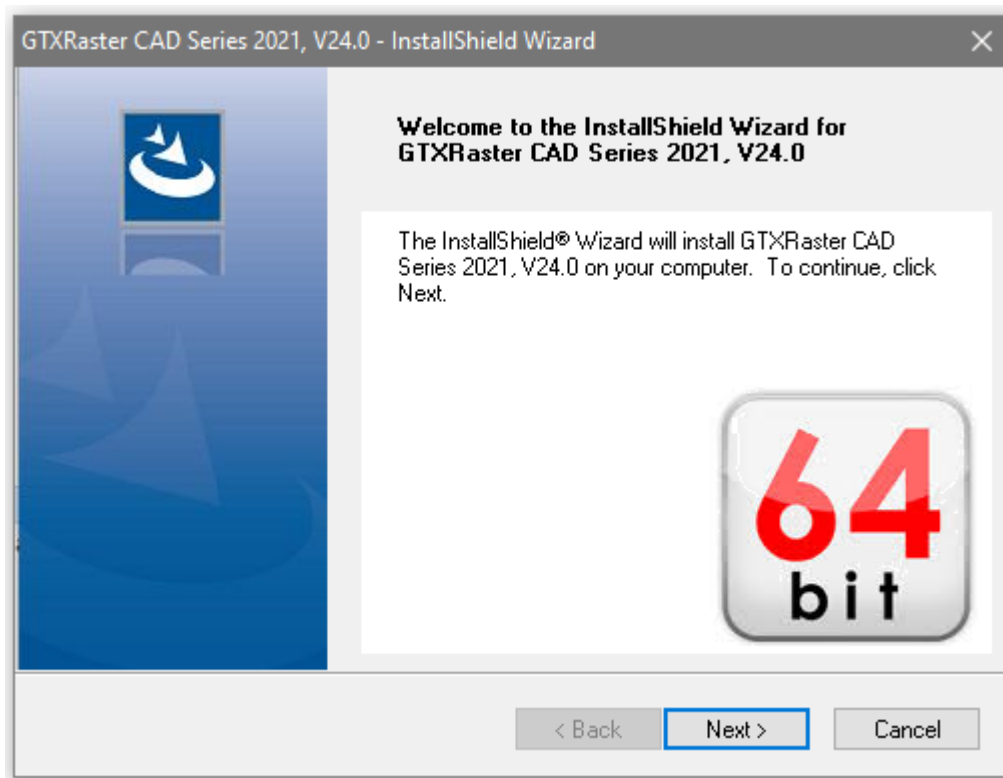 GTXRaster CAD Series 2021, V24.0 - InstallShield Wizard
Welcome to the InstallShield Wizard for
GTXRaster CAD Series 2021, V24.0
The InstallShield® Wizard will install GTXRaster CAD
Series 2021, V24.0 on your computer.  To continue, click
Next.
64
bit
< Back
Next >
Cancel